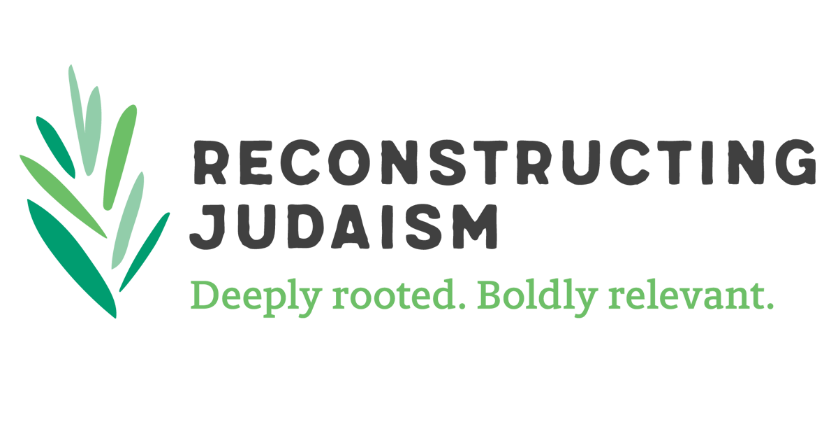 RECONSTRUCTING
JUDAISM
Deeply rooted. Boldly relevant.